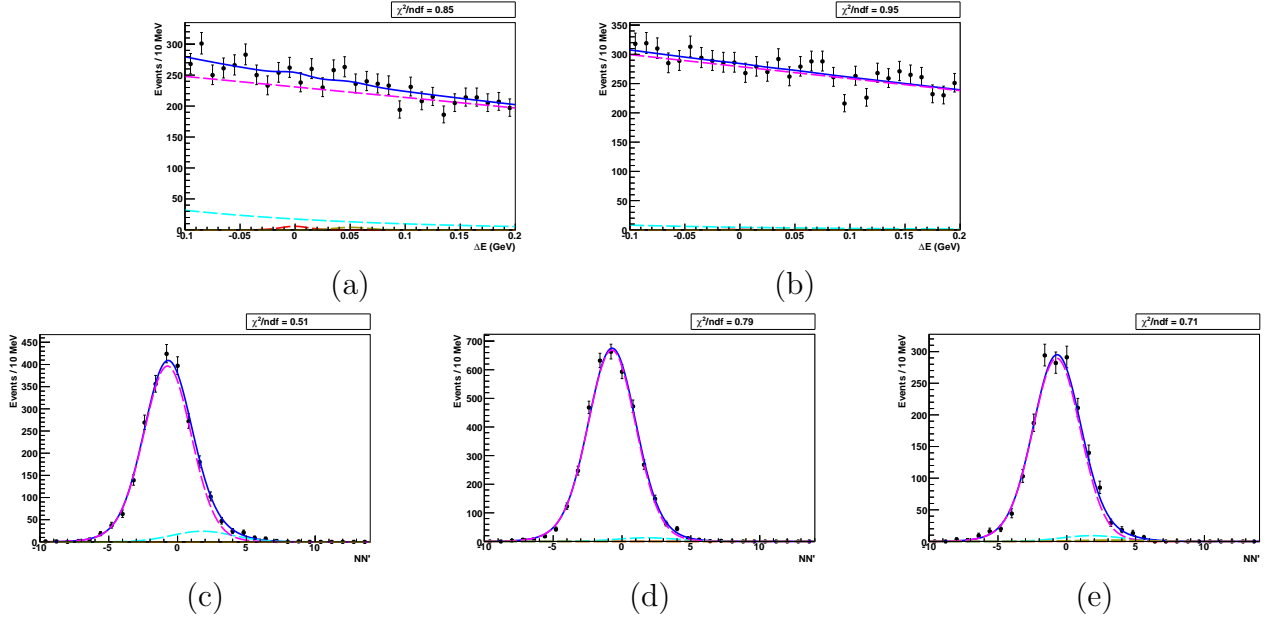 χ²/ndf = 0.85
Events / 10 MeV
300
250
200
150
100
50
0
-0.1 -0.05 0 0.05 0.1 0.15 0.2
ΔE (GeV)
(a)
χ²/ndf = 0.95
Events / 10 MeV
350
300
250
200
150
100
50
0
-0.1 -0.05 0 0.05 0.1 0.15 0.2
ΔE (GeV)
(b)
χ²/ndf = 0.51
Events / 10 MeV
450
400
350
300
250
200
150
100
50
0
-10 -5 0 5 10
NN'
(c)
χ²/ndf = 0.79
Events / 10 MeV
700
600
500
400
300
200
100
0
-10 -5 0 5 10
NN'
(d)
χ²/ndf = 0.71
Events / 10 MeV
300
250
200
150
100
50
0
-10 -5 0 5 10
NN'
(e)